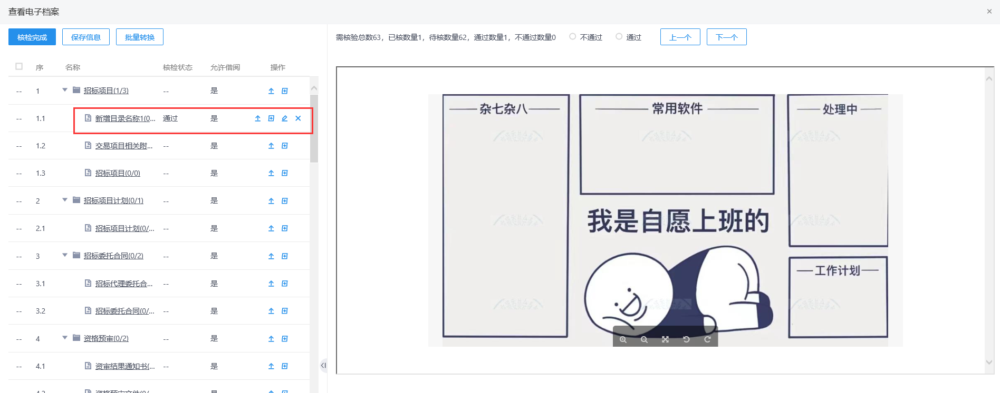 查看电子档案
核检完成 保存信息 批量转换
需核验总数63，已核数量1，待核数量62，通过数量1，不通过数量0 不通过 通过 上一个 下一个
序 名称 核检状态 允许借阅 操作
-- 1 招标项目(1/3) -- 是
-- 1.1 新增目录名称1(0... 通过 是
-- 1.2 交易项目相关附... -- 是
-- 1.3 招标项目(0/0) -- 是
-- 2 招标项目计划(0/1) -- 是
-- 2.1 招标项目计划(0/... -- 是
-- 3 招标委托合同(0/2) -- 是
-- 3.1 招标代理委托合... -- 是
-- 3.2 招标委托合同(0/... -- 是
-- 4 资格预审(0/2) -- 是
-- 4.1 资审结果通知书(... -- 是
杂七杂八
常用软件
处理中
我是自愿上班的
工作计划